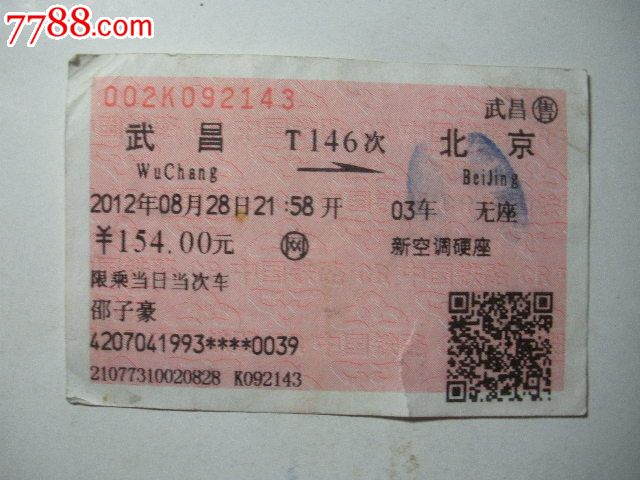 7788.com
002K092143
武昌售
武昌 T146次 北京
WuChang BeiJing
2012年08月28日21:58开 03车 无座
¥154.00元 网 新空调硬座
限乘当日当次车
邵子豪
4207041993****0039
21077310020828 K092143